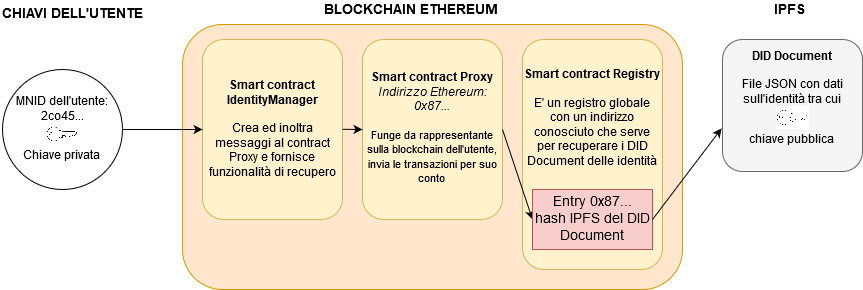 CHIAVI DELL'UTENTE
BLOCKCHAIN ETHEREUM
IPFS
MNID dell'utente:
2co45...
Chiave privata
Smart contract
IdentityManager
Crea ed inoltra
messaggi al contract
Proxy e fornisce
funzionalità di recupero
Smart contract Proxy
Indirizzo Ethereum:
0x87...
Funge da rappresentante
sulla blockchain dell'utente,
invia le transazioni per suo
conto
Smart contract Registry
E' un registro globale
con un indirizzo
conosciuto che serve
per recuperare i DID
Document delle identità
Entry 0x87...
hash IPFS del DID
Document
DID Document
File JSON con dati
sull'identità tra cui
chiave pubblica